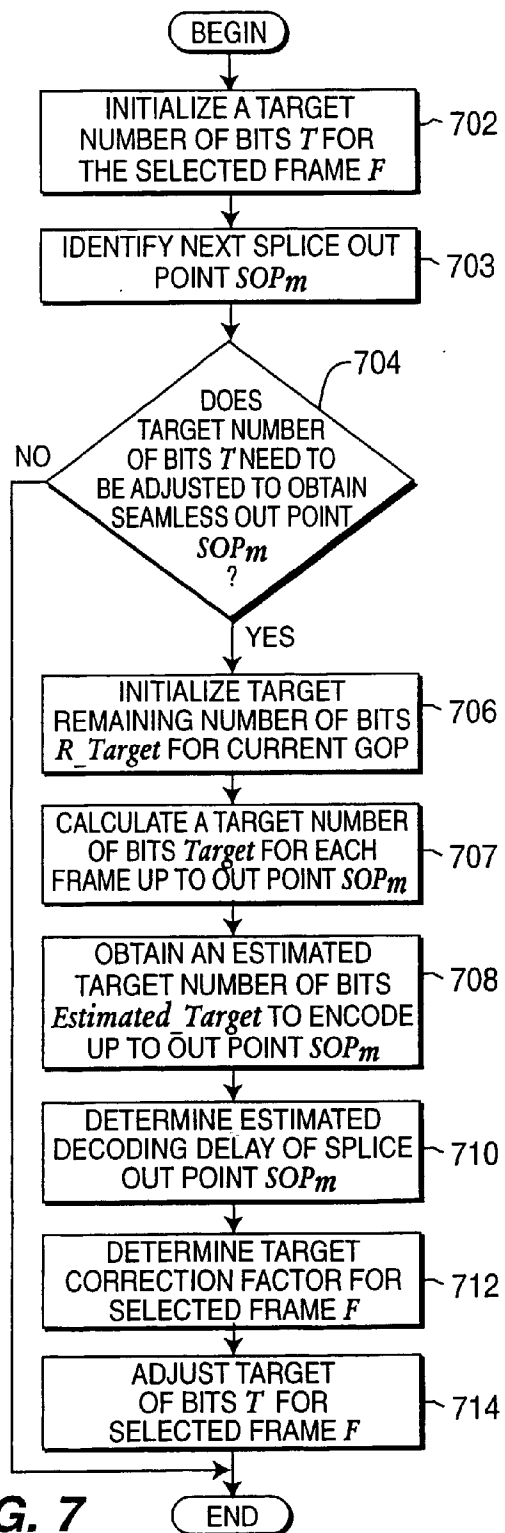 BEGIN
INITIALIZE A TARGET
NUMBER OF BITS T FOR
THE SELECTED FRAME F
702
IDENTIFY NEXT SPLICE OUT
POINT SOPm
703
704
DOES
TARGET NUMBER
OF BITS T NEED TO
BE ADJUSTED TO OBTAIN
SEAMLESS OUT POINT
SOPm
?
NO
YES
INITIALIZE TARGET
REMAINING NUMBER OF BITS
R_Target FOR CURRENT GOP
706
CALCULATE A TARGET NUMBER
OF BITS Target FOR EACH
FRAME UP TO OUT POINT SOPm
707
OBTAIN AN ESTIMATED
TARGET NUMBER OF BITS
Estimated_Target TO ENCODE
UP TO OUT POINT SOPm
708
DETERMINE ESTIMATED
DECODING DELAY OF SPLICE
OUT POINT SOPm
710
DETERMINE TARGET
CORRECTION FACTOR FOR
SELECTED FRAME F
712
ADJUST TARGET
OF BITS T FOR
SELECTED FRAME F
714
G. 7
END